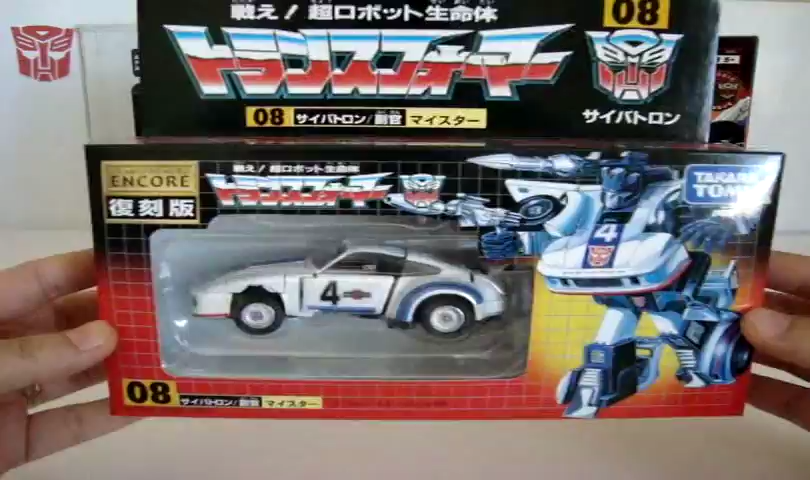 戦え！超ロボット生命体
08
トランスフォーマー
08 サイバトロン/副官 マイスター
サイバトロン
ENCORE
復刻版
戦え！超ロボット生命体
トランスフォーマー
TAKARA
TOMY
4
4
08 サイバトロン/副官 マイスター